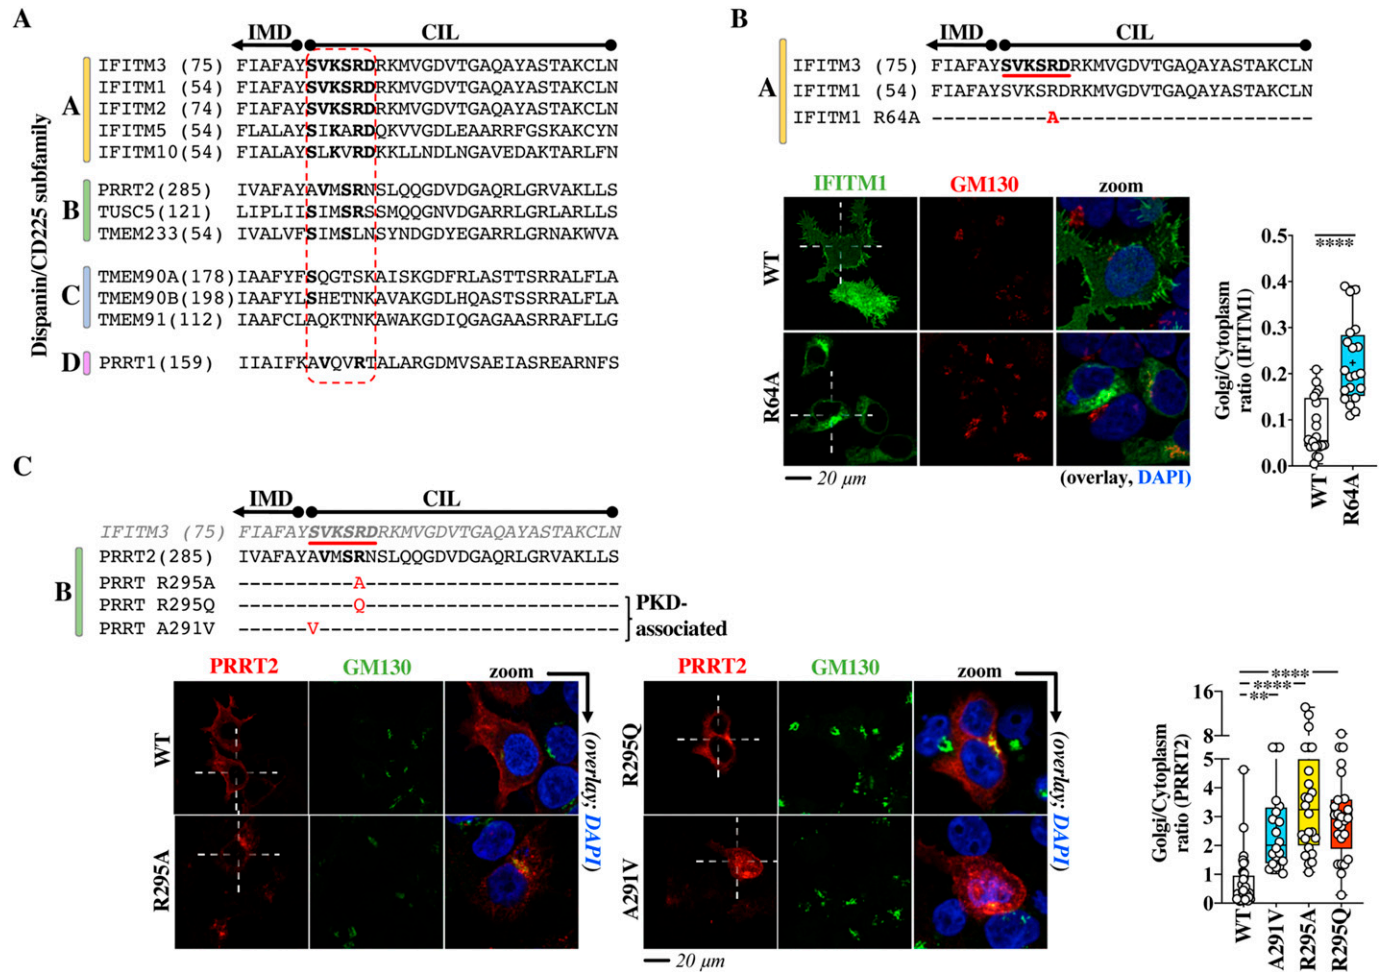 A
IMD CIL
Dispanin/CD225 subfamily
A
IFITM3 (75) FIAFAYSVKSRDRKMVGDVTGAQAYASTAKCLN
IFITM1 (54) FIAFAYSVKSRDRKMVGDVTGAQAYASTAKCLN
IFITM2 (74) FIAFAYSVKSRDRKMVGDVTGAQAYASTAKCLN
IFITM5 (54) FLALAYSIKARDQKVVGDLEAARRFGSKAKCYN
IFITM10(54) FIALAYSLKVRDKKLLNDLNGAVEDAKTARLFN
B
PRRT2(285) IVAFAYAVMSRNSLQQGDVDGAQRLGRVAKLLS
TUSC5(121) LIPLIISIMSRSSMQQGNVDGARRLGRLARLLS
TMEM233(54) IVALVFSIMSLNSYNDGDYEGARRLGRNAKWVA
C
TMEM90A(178) IAAFYFSQGTSKAISKGDFRLASTTSRRALFLA
TMEM90B(198) IAAFYLSHETNKAVAKGDLHQASTSSRRALFLA
TMEM91(112) IAAFCLAQKTNKAWAKGDIQGAGAASRRAFLLG
D
PRRT1(159) IIAIFKAVQVRTALARGDMVSAEIASREARNFS
B
IMD CIL
A
IFITM3 (75) FIAFAYSVKSRDRKMVGDVTGAQAYASTAKCLN
IFITM1 (54) FIAFAYSVKSRDRKMVGDVTGAQAYASTAKCLN
IFITM1 R64A ----------A----------------------
IFITM1 GM130 zoom
WT
R64A
20 µm
(overlay, DAPI)
Golgi/Cytoplasm
ratio (IFITM1)
0.5
0.3
0.2
0.1
0.0
****
WT
R64A
C
IMD CIL
IFITM3 (75) FIAFAYSVKSRDRKMVGDVTGAQAYASTAKCLN
B
PRRT2(285) IVAFAYAVMSRNSLQQGDVDGAQRLGRVAKLLS
PRRT R295A ----------A----------------------
PRRT R295Q ----------Q----------------------
PRRT A291V ------V--------------------------
PKD-
associated
PRRT2 GM130 zoom
WT
R295A
(overlay; DAPI)
PRRT2 GM130 zoom
R295Q
A291V
(overlay; DAPI)
20 µm
Golgi/Cytoplasm
ratio (PRRT2)
16
8
5
4
3
2
1
0
****
****
**
WT
A291V
R295A
R295Q